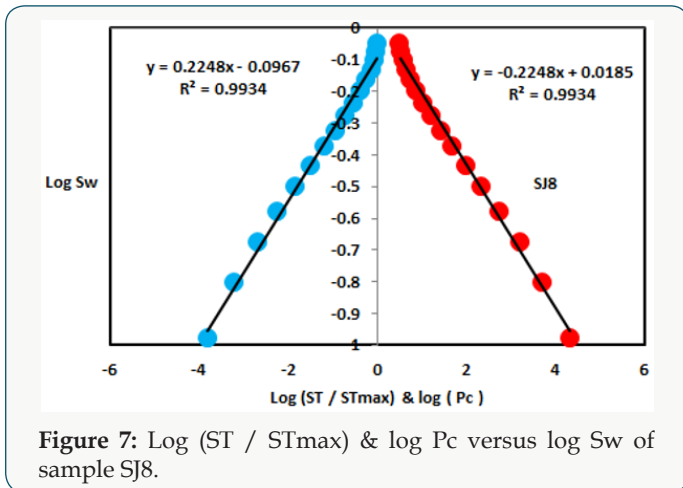 0
y = 0.2248x - 0.0967
R² = 0.9934
y = -0.2248x + 0.0185
R² = 0.9934
-0.1
-0.2
-0.3
-0.4
Log Sw
-0.5
SJ8
-0.6
-0.7
-0.8
-0.9
1
-6 -4 -2 0 2 4 6
Log (ST / STmax) & log ( Pc )
Figure 7: Log (ST / STmax) & log Pc versus log Sw of
sample SJ8.